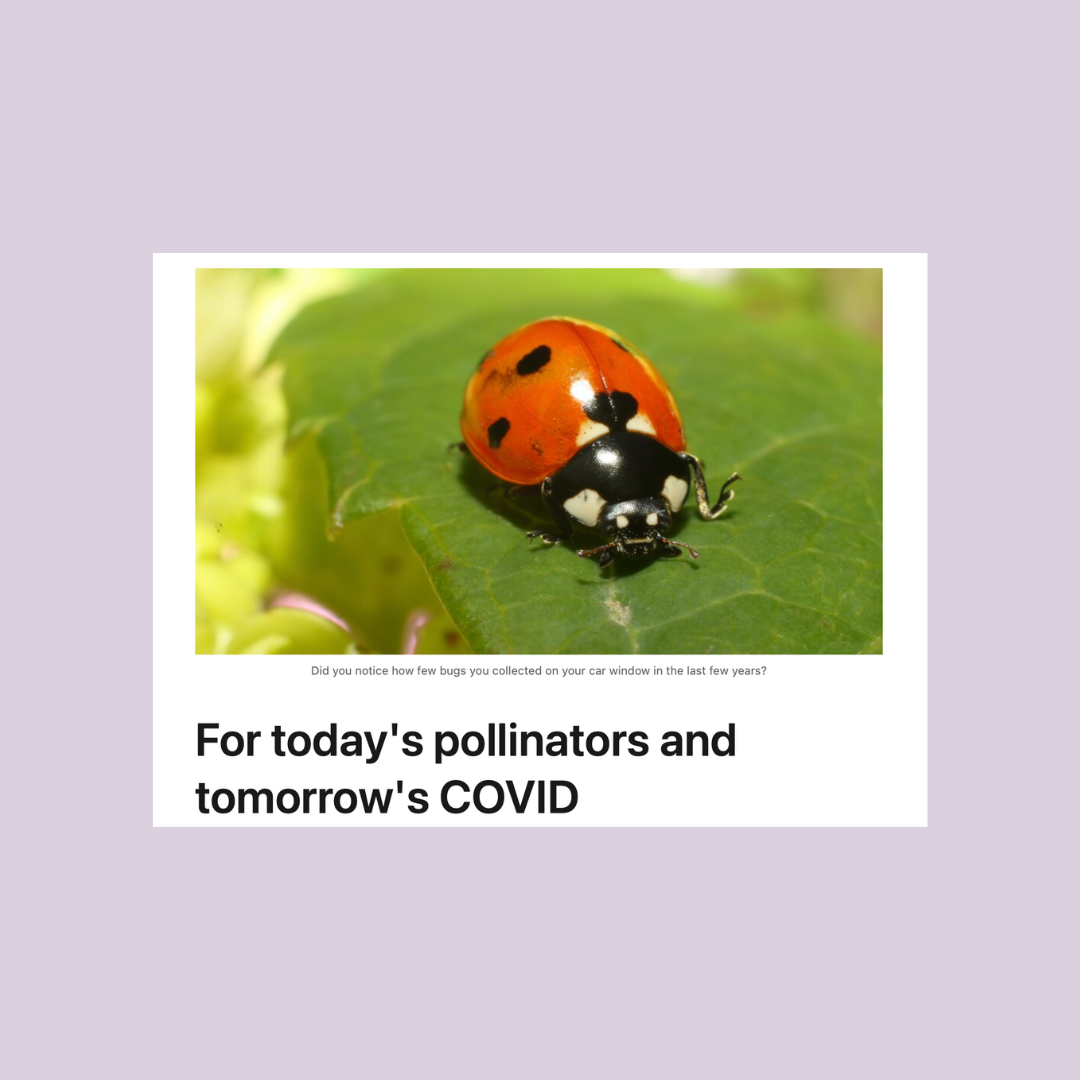 Did you notice how few bugs you collected on your car window in the last few years?
For today's pollinators and
tomorrow's COVID